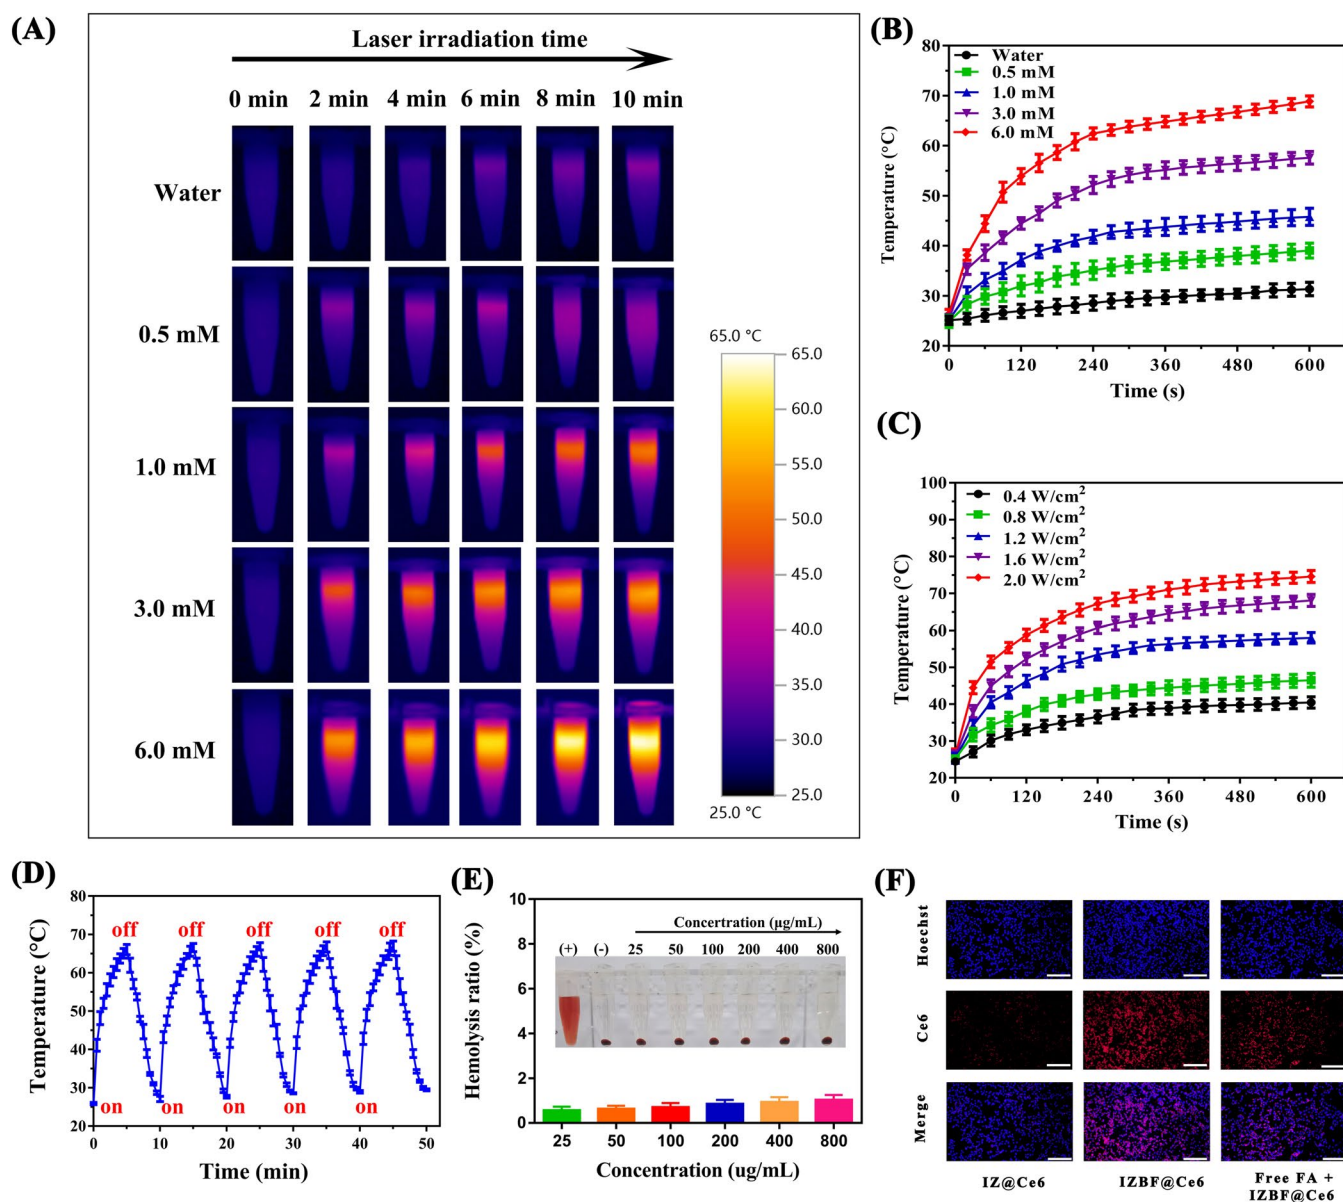 (A)
Laser irradiation time
0 min 2 min 4 min 6 min 8 min 10 min
Water
0.5 mM
1.0 mM
3.0 mM
6.0 mM
65.0 °C
65.0
60.0
55.0
50.0
45.0
40.0
35.0
30.0
25.0
25.0 °C
(B)
Temperature (°C)
80
70
60
50
40
30
20
Water
0.5 mM
1.0 mM
3.0 mM
6.0 mM
0 120 240 360 480 600
Time (s)
(C)
Temperature (°C)
100
90
80
70
60
50
40
30
20
0.4 W/cm²
0.8 W/cm²
1.2 W/cm²
1.6 W/cm²
2.0 W/cm²
0 120 240 360 480 600
Time (s)
(D)
Temperature (°C)
80
70
60
50
40
30
20
off off off off off
on on on on on
0 10 20 30 40 50
Time (min)
(E)
Hemolysis ratio (%)
10
8
6
4
2
0
Concertration (μg/mL)
(+) (-) 25 50 100 200 400 800
25 50 100 200 400 800
Concentration (ug/mL)
(F)
Hoechst
Ce6
Merge
IZ@Ce6 IZBF@Ce6 Free FA +
IZBF@Ce6